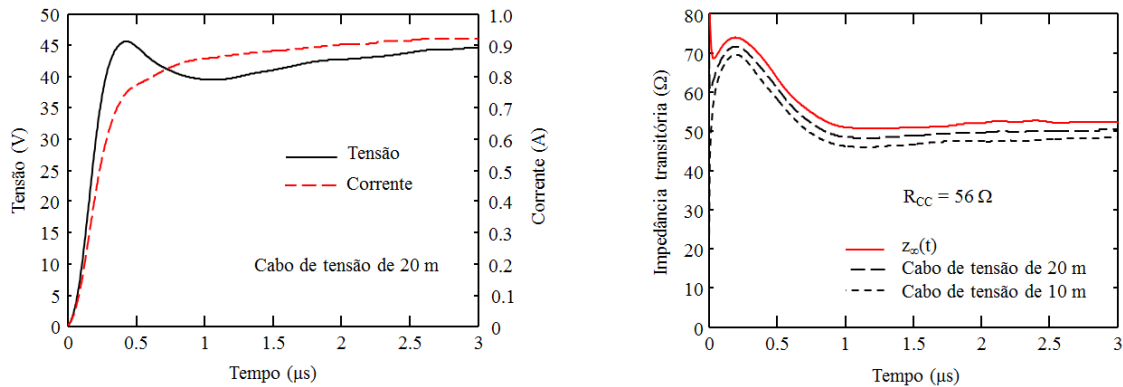 50
45
40
35
30
25
20
15
10
5
0
Tensão (V)
1.0
0.9
0.8
0.7
0.6
0.5
0.4
0.3
0.2
0.1
0
Corrente (A)
Tensão
Corrente
Cabo de tensão de 20 m
0 0.5 1 1.5 2 2.5 3
Tempo (μs)
80
70
60
50
40
30
20
10
0
Impedância transitória (Ω)
R_CC = 56 Ω
z_∞(t)
Cabo de tensão de 20 m
Cabo de tensão de 10 m
0 0.5 1 1.5 2 2.5 3
Tempo (μs)